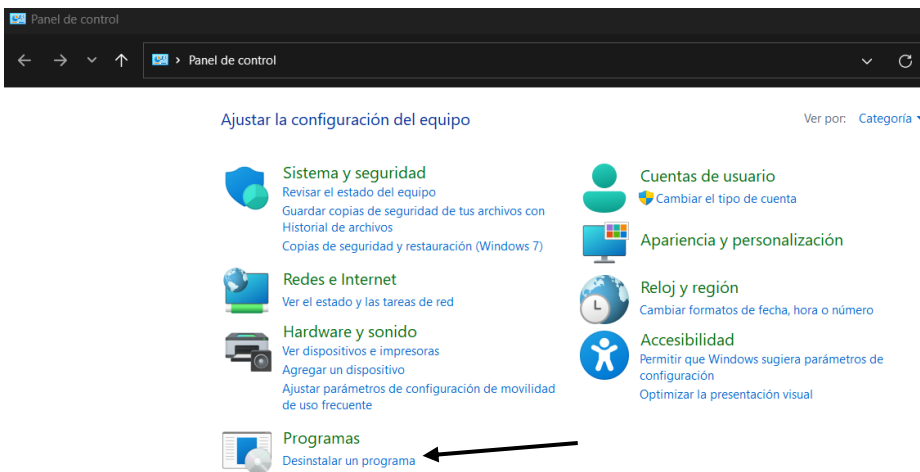 Panel de control
Panel de control
Ajustar la configuración del equipo
Ver por: Categoría
Sistema y seguridad
Revisar el estado del equipo
Guardar copias de seguridad de tus archivos con
Historial de archivos
Copias de seguridad y restauración (Windows 7)
Redes e Internet
Ver el estado y las tareas de red
Hardware y sonido
Ver dispositivos e impresoras
Agregar un dispositivo
Ajustar parámetros de configuración de movilidad
de uso frecuente
Programas
Desinstalar un programa
Cuentas de usuario
Cambiar el tipo de cuenta
Apariencia y personalización
Reloj y región
Cambiar formatos de fecha, hora o número
Accesibilidad
Permitir que Windows sugiera parámetros de
configuración
Optimizar la presentación visual